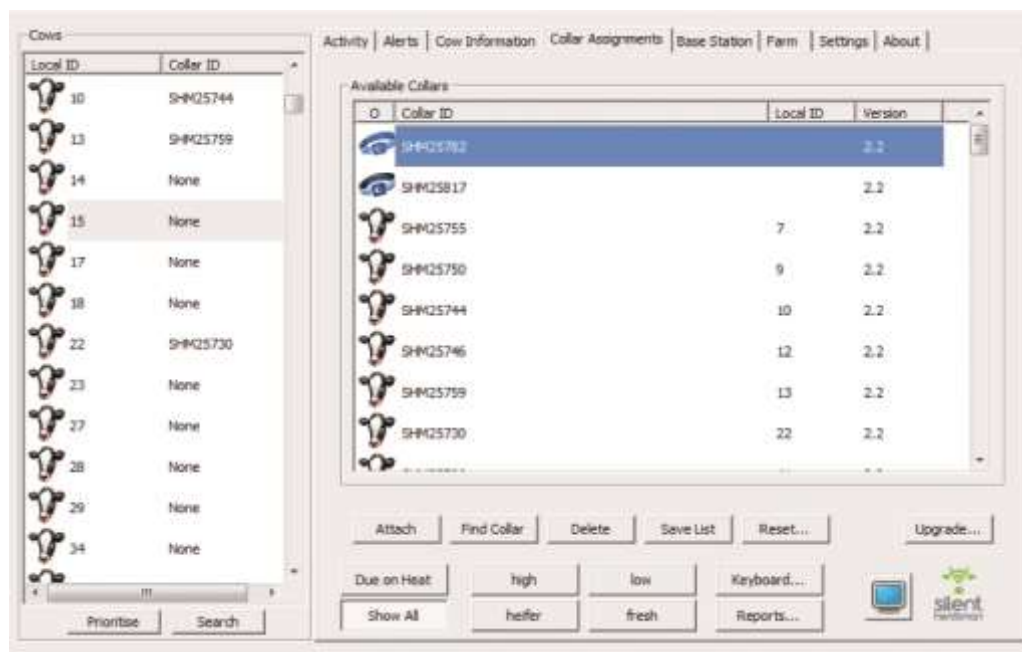 Cows
Local ID Collar ID
10 SHM25744
13 SHM25759
14 None
15 None
17 None
18 None
22 SHM25730
23 None
27 None
28 None
29 None
34 None
Prioritise Search
Activity Alerts Cow Information Collar Assignments Base Station Farm Settings About
Available Collars
O Collar ID Local ID Version
SHM25782 2.2
SHM25817 2.2
SHM25755 7 2.2
SHM25750 9 2.2
SHM25744 10 2.2
SHM25746 12 2.2
SHM25759 13 2.2
SHM25730 22 2.2
Attach Find Collar Delete Save List Reset... Upgrade...
Due on Heat high low Keyboard...
Show All heifer fresh Reports...
silent
herdsman